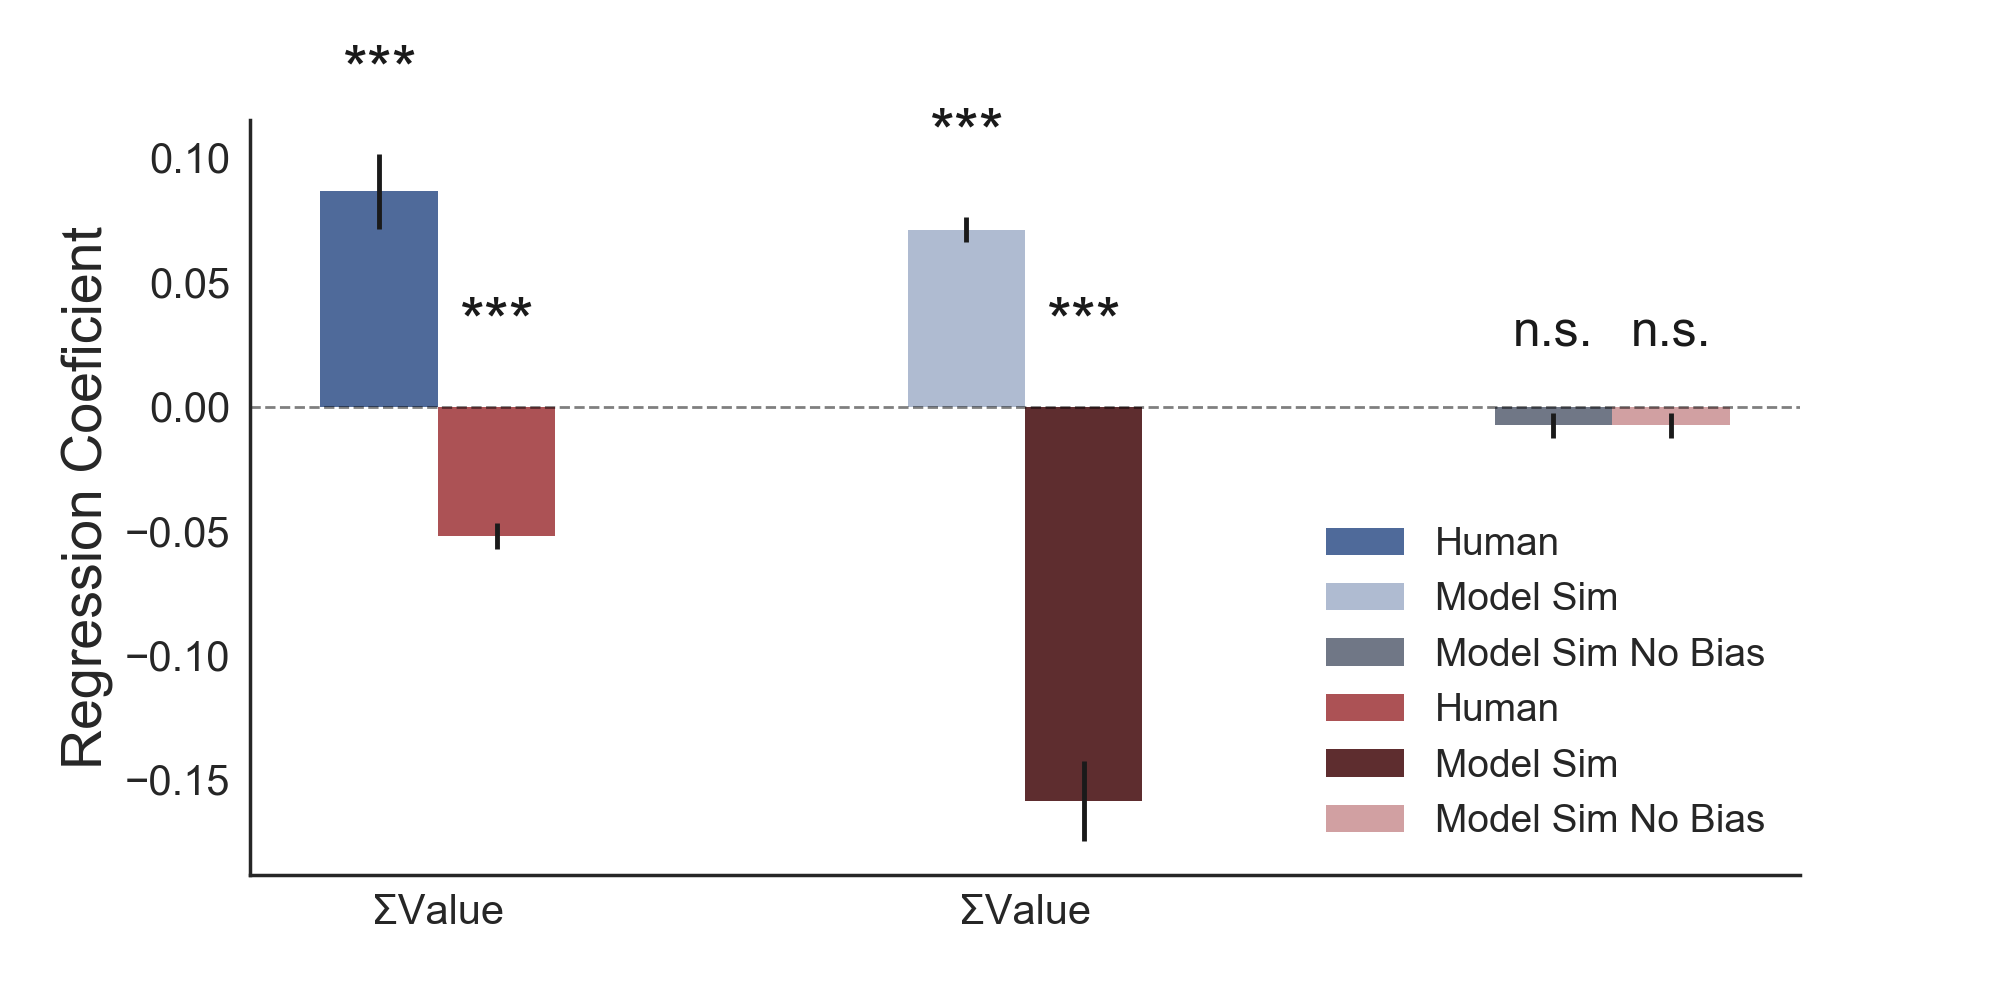 ***
***
0.10
0.05
***
***
n.s.
n.s.
0.00
−0.05
−0.10
−0.15
Regression Coefficient
Human
Model Sim
Model Sim No Bias
Human
Model Sim
Model Sim No Bias
ΣValue
ΣValue